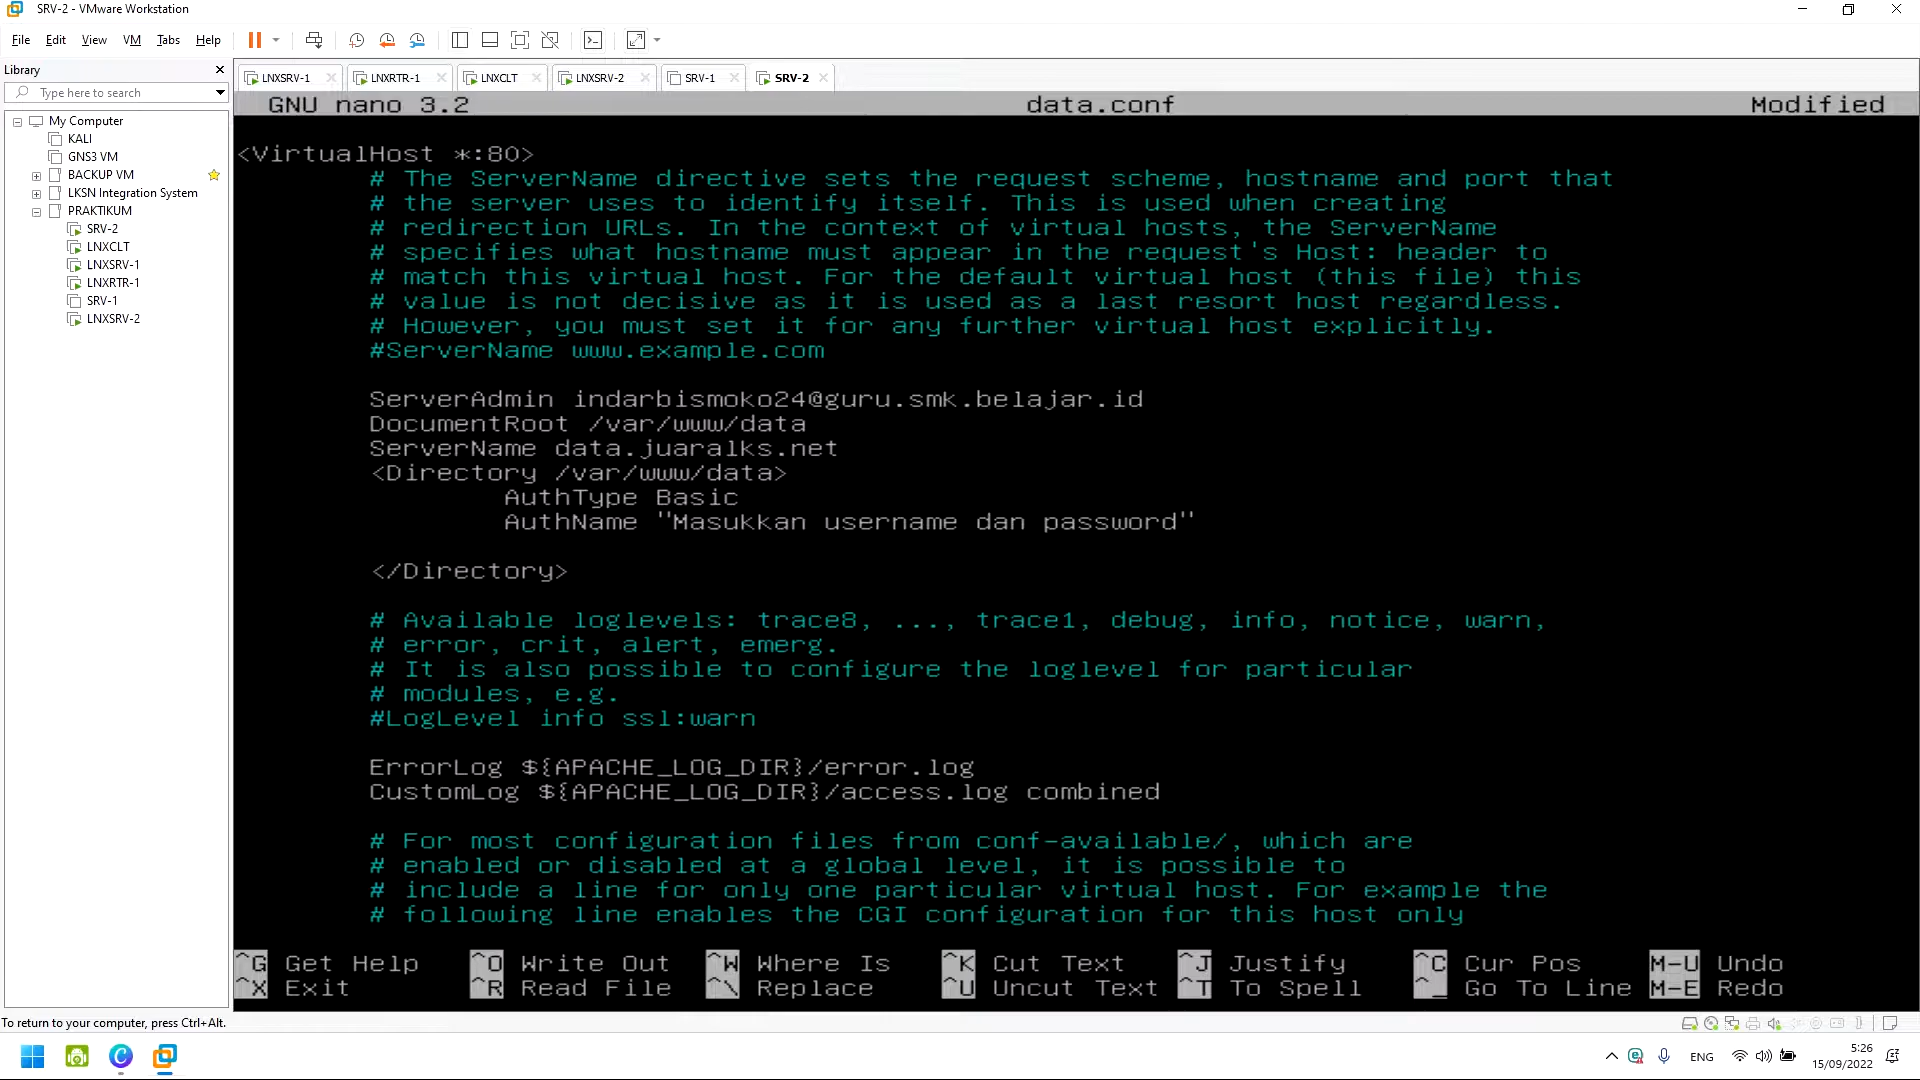 SRV-2 - VMware Workstation
File Edit View VM Tabs Help
Library
Type here to search
My Computer
KALI
GNS3 VM
BACKUP VM
LKSN Integration System
PRAKTIKUM
SRV-2
LNXCLT
LNXSRV-1
LNXRTR-1
SRV-1
LNXSRV-2
LNXSRV-1 LNXRTR-1 LNXCLT LNXSRV-2 SRV-1 SRV-2
GNU nano 3.2 data.conf Modified
<VirtualHost *:80>
# The ServerName directive sets the request scheme, hostname and port that
# the server uses to identify itself. This is used when creating
# redirection URLs. In the context of virtual hosts, the ServerName
# specifies what hostname must appear in the request's Host: header to
# match this virtual host. For the default virtual host (this file) this
# value is not decisive as it is used as a last resort host regardless.
# However, you must set it for any further virtual host explicitly.
#ServerName www.example.com
ServerAdmin indarbismoko24@guru.smk.belajar.id
DocumentRoot /var/www/data
ServerName data.juaralks.net
<Directory /var/www/data>
AuthType Basic
AuthName "Masukkan username dan password"
</Directory>
# Available loglevels: trace8, ..., trace1, debug, info, notice, warn,
# error, crit, alert, emerg.
# It is also possible to configure the loglevel for particular
# modules, e.g.
#LogLevel info ssl:warn
ErrorLog ${APACHE_LOG_DIR}/error.log
CustomLog ${APACHE_LOG_DIR}/access.log combined
# For most configuration files from conf-available/, which are
# enabled or disabled at a global level, it is possible to
# include a line for only one particular virtual host. For example the
# following line enables the CGI configuration for this host only
^G Get Help ^O Write Out ^W Where Is ^K Cut Text ^J Justify ^C Cur Pos M-U Undo
^X Exit ^R Read File ^\ Replace ^U Uncut Text ^T To Spell ^_ Go To Line M-E Redo
To return to your computer, press Ctrl+Alt.
ENG
5:26
15/09/2022